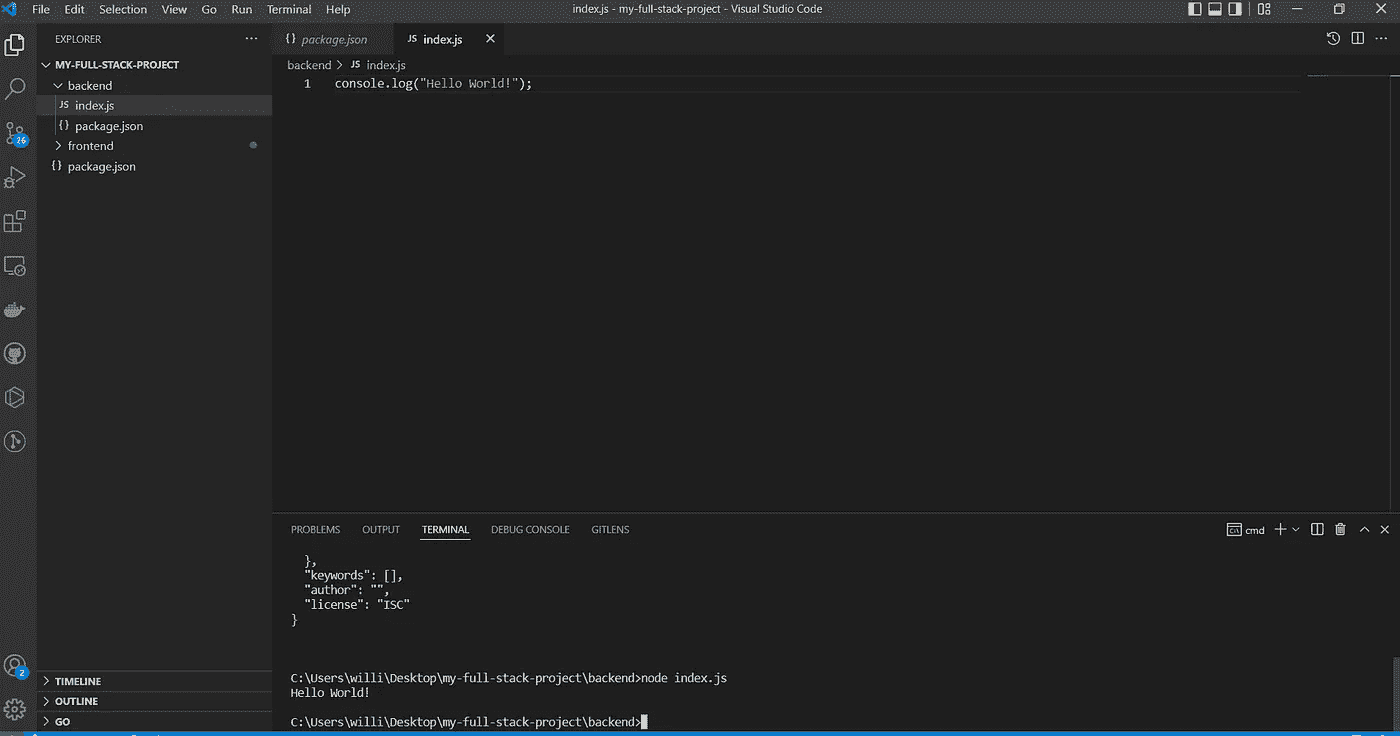 File Edit Selection View Go Run Terminal Help
index.js - my-full-stack-project - Visual Studio Code
EXPLORER
MY-FULL-STACK-PROJECT
backend
JS index.js
{} package.json
frontend
{} package.json
26
2
TIMELINE
OUTLINE
GO
{} package.json
JS index.js
backend > JS index.js
1 console.log("Hello World!");
PROBLEMS OUTPUT TERMINAL DEBUG CONSOLE GITLENS
cmd
},
"keywords": [],
"author": "",
"license": "ISC"
}
C:\Users\willi\Desktop\my-full-stack-project\backend>node index.js
Hello World!
C:\Users\willi\Desktop\my-full-stack-project\backend>